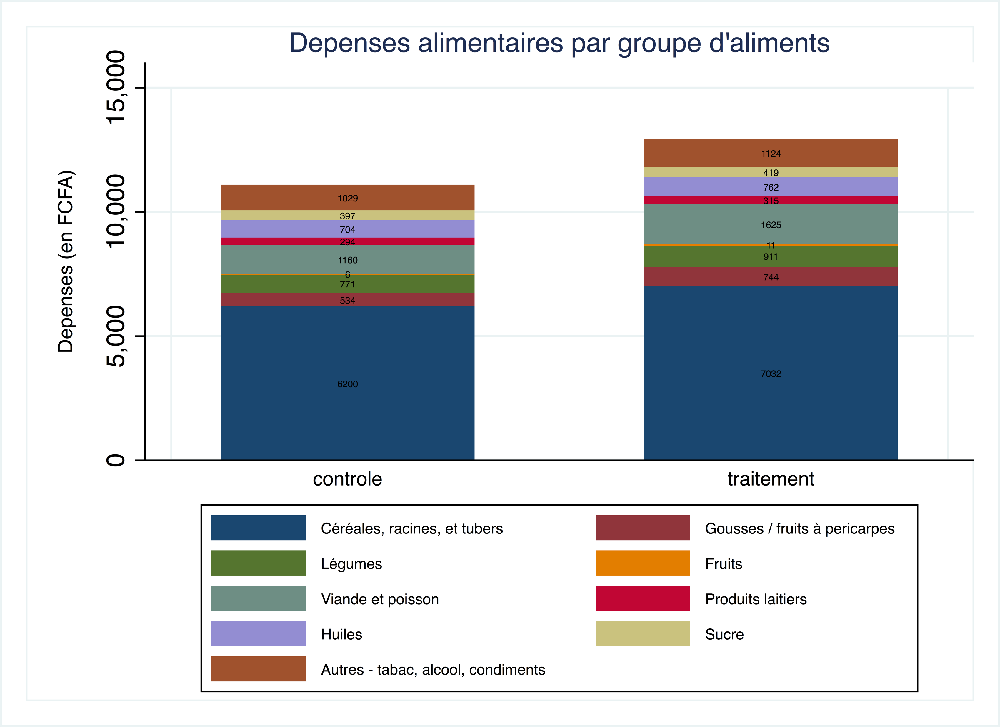 Depenses alimentaires par groupe d'aliments
Depenses (en FCFA)
15,000
10,000
5,000
0
1029
397
704
294
1160
6
771
534
6200
1124
419
762
315
1625
11
911
744
7032
controle
traitement
Céréales, racines, et tubers
Gousses / fruits à pericarpes
Légumes
Fruits
Viande et poisson
Produits laitiers
Huiles
Sucre
Autres - tabac, alcool, condiments